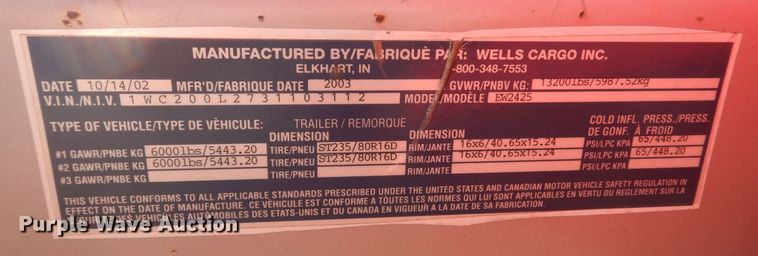 MANUFACTURED BY/FABRIQUÈ PAR: WELLS CARGO INC.
ELKHART, IN 1-800-348-7553
DATE 10/14/02 MFR'D/FABRIQUE DATE 2003 GVWR/PNBV KG: 13200lbs/5987.52kg
V.I.N./N.I.V. 1WC200L2731103112 MODEL/MODÈLE EW2425
TYPE OF VEHICLE/TYPE DE VÈHICULE: TRAILER / REMORQUE COLD INFL. PRESS./PRESS.
DIMENSION DIMENSION DE GONF. À FROID
#1 GAWR/PNBE KG 6000lbs/5443.20 TIRE/PNEU ST235/80R16D RIM/JANTE 16x6/40.65x15.24 PSI/LPC KPA 65/448.20
#2 GAWR/PNBE KG 6000lbs/5443.20 TIRE/PNEU ST235/80R16D RIM/JANTE 16x6/40.65x15.24 PSI/LPC KPA 65/448.20
#3 GAWR/PNBE KG TIRE/PNEU RIM/JANTE PSI/LPC KPA
THIS VEHICLE CONFORMS TO ALL APPLICABLE STANDARDS PRESCRIBED UNDER THE UNITED STATES AND CANADIAN MOTOR VEHICLE SAFETY REGULATION IN
EFFECT ON THE DATE OF MANUFACTURE. CE VÉHICULE EST CONFORME A TOUTES LES NORMES QUI LUI SONT APPLICABLES EN VERTU DU REGLEMENT SUR LA
DES VEHICULES AUTOMOBILES DES ETATS-UNIS ET DU CANADA EN VIGUEUR A LA DATE DE SA FABRICATION.
Purple Wave Auction